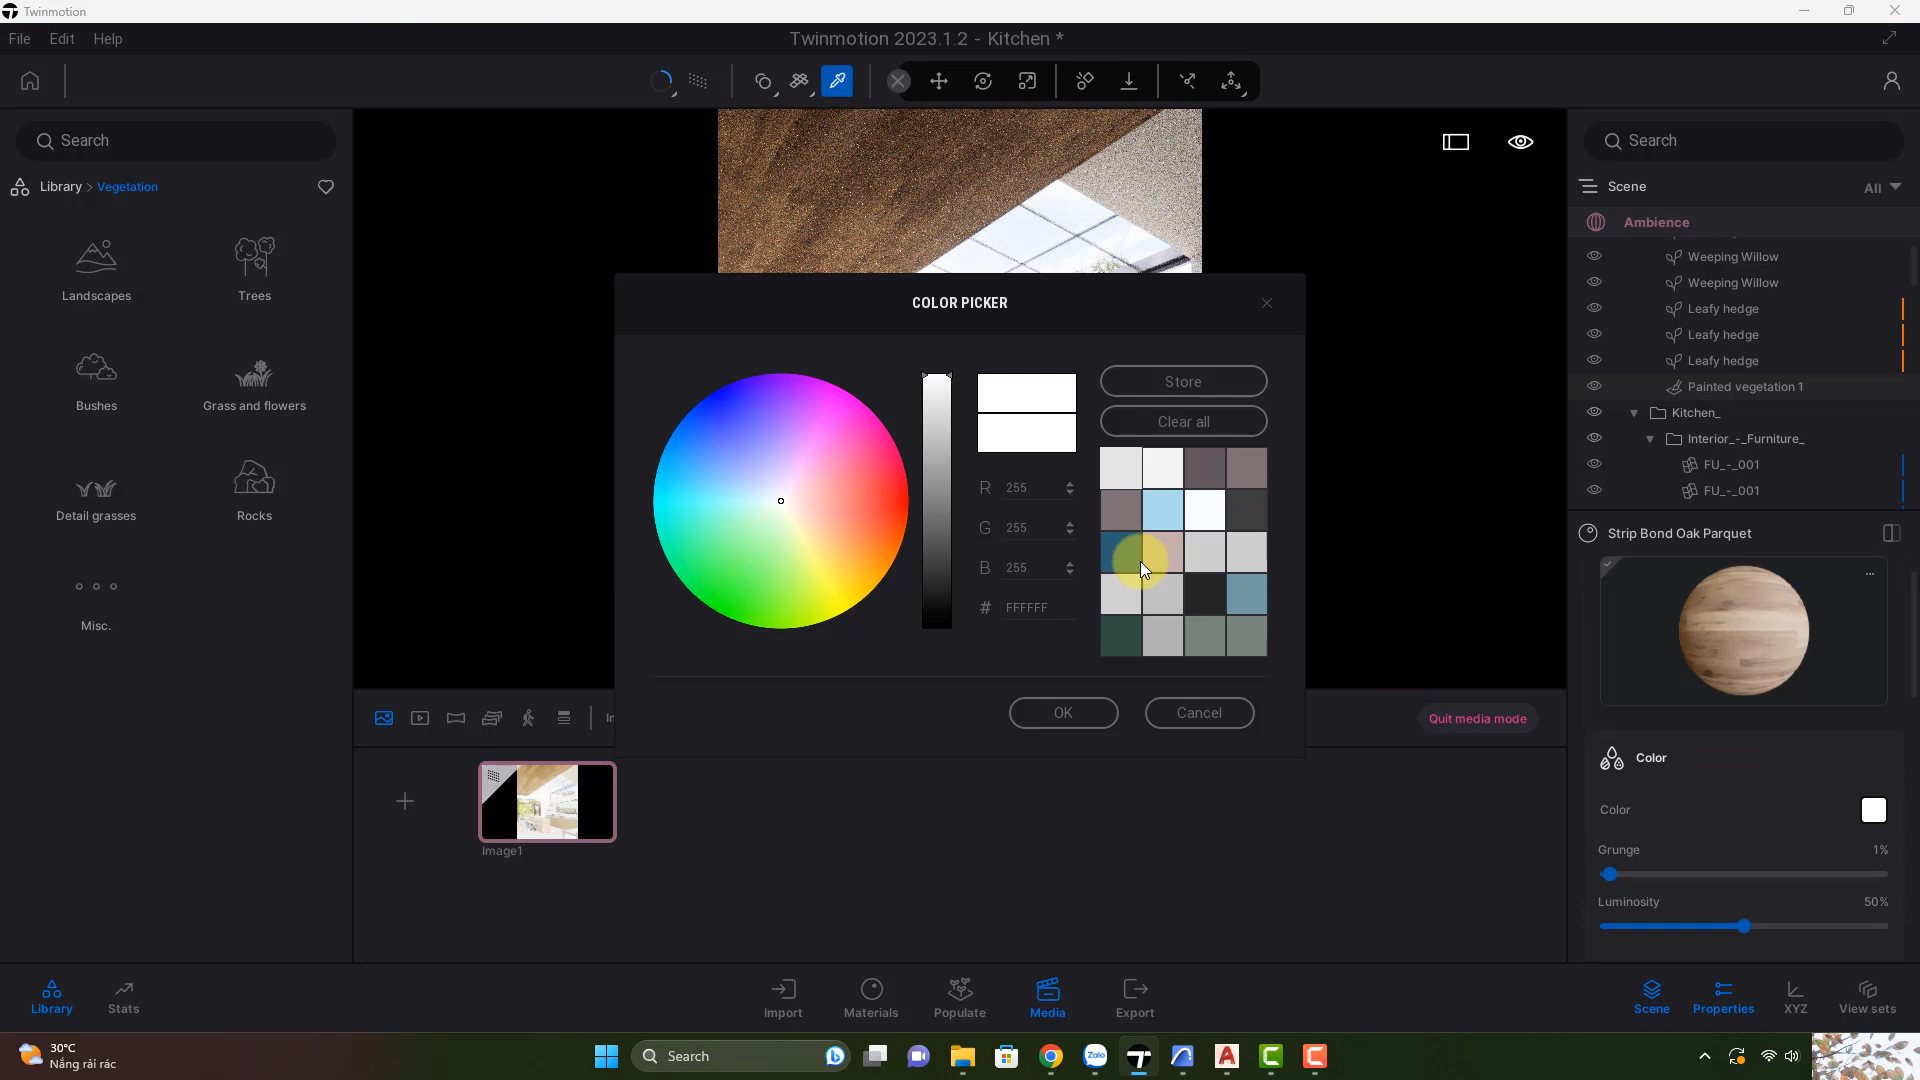 Twinmotion
File Edit Help
Twinmotion 2023.1.2 - Kitchen *
Search
Library > Vegetation
Landscapes
Trees
Bushes
Grass and flowers
Detail grasses
Rocks
Misc.
COLOR PICKER
Store
Clear all
R 255
G 255
B 255
# FFFFFF
OK
Cancel
Quit media mode
Image1
Search
Scene
All
Ambience
Weeping Willow
Weeping Willow
Leafy hedge
Leafy hedge
Leafy hedge
Painted vegetation 1
Kitchen_
Interior_-_Furniture_
FU_-_001
FU_-_001
Strip Bond Oak Parquet
Color
Color
Grunge 1%
Luminosity 50%
Library
Stats
Import
Materials
Populate
Media
Export
Scene
Properties
XYZ
View sets
30°C
Nắng rải rác
Search
Zalo